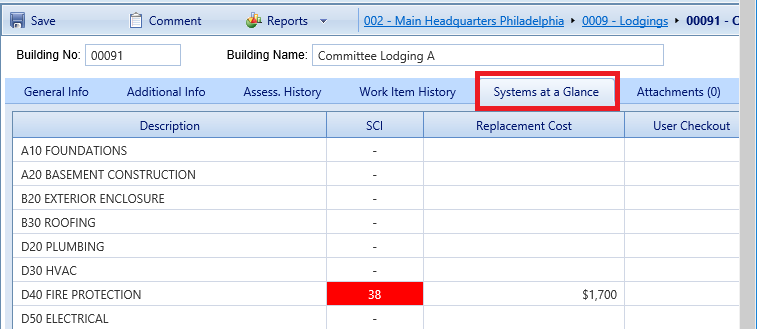 Save Comment Reports 002 - Main Headquarters Philadelphia 0009 - Lodgings 00091 - C
Building No: 00091 Building Name: Committee Lodging A
General Info Additional Info Assess. History Work Item History Systems at a Glance Attachments (0)
Description SCI Replacement Cost User Checkout
A10 FOUNDATIONS -
A20 BASEMENT CONSTRUCTION -
B20 EXTERIOR ENCLOSURE -
B30 ROOFING -
D20 PLUMBING -
D30 HVAC -
D40 FIRE PROTECTION 38 $1,700
D50 ELECTRICAL -